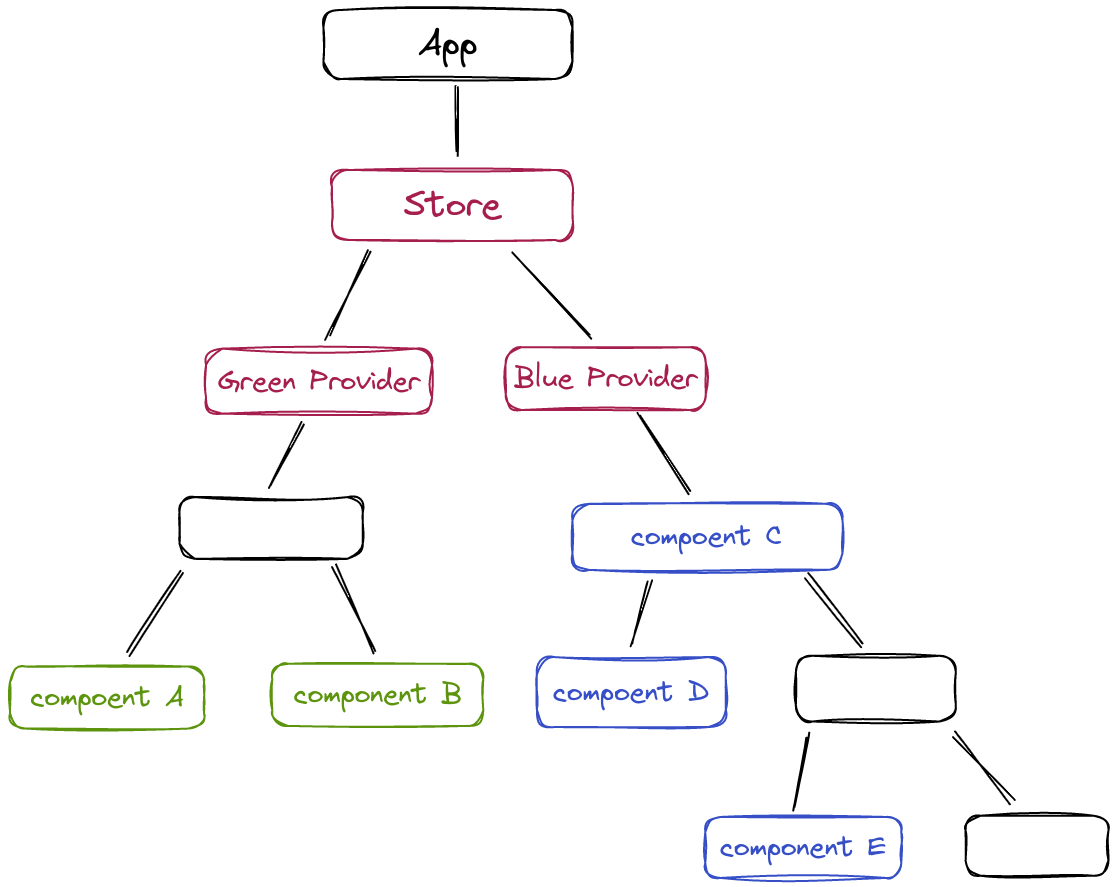 App
Store
Green Provider
Blue Provider
compoent C
compoent A
component B
compoent D
component E